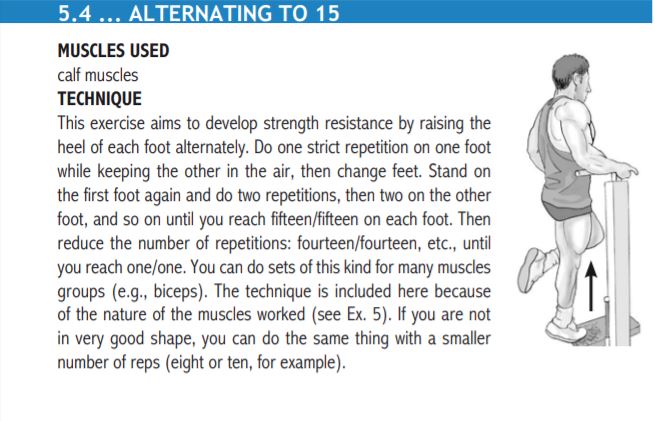 5.4 ... ALTERNATING TO 15
MUSCLES USED
calf muscles
TECHNIQUE
This exercise aims to develop strength resistance by raising the
heel of each foot alternately. Do one strict repetition on one foot
while keeping the other in the air, then change feet. Stand on
the first foot again and do two repetitions, then two on the other
foot, and so on until you reach fifteen/fifteen on each foot. Then
reduce the number of repetitions: fourteen/fourteen, etc., until
you reach one/one. You can do sets of this kind for many muscles
groups (e.g., biceps). The technique is included here because
of the nature of the muscles worked (see Ex. 5). If you are not
in very good shape, you can do the same thing with a smaller
number of reps (eight or ten, for example).